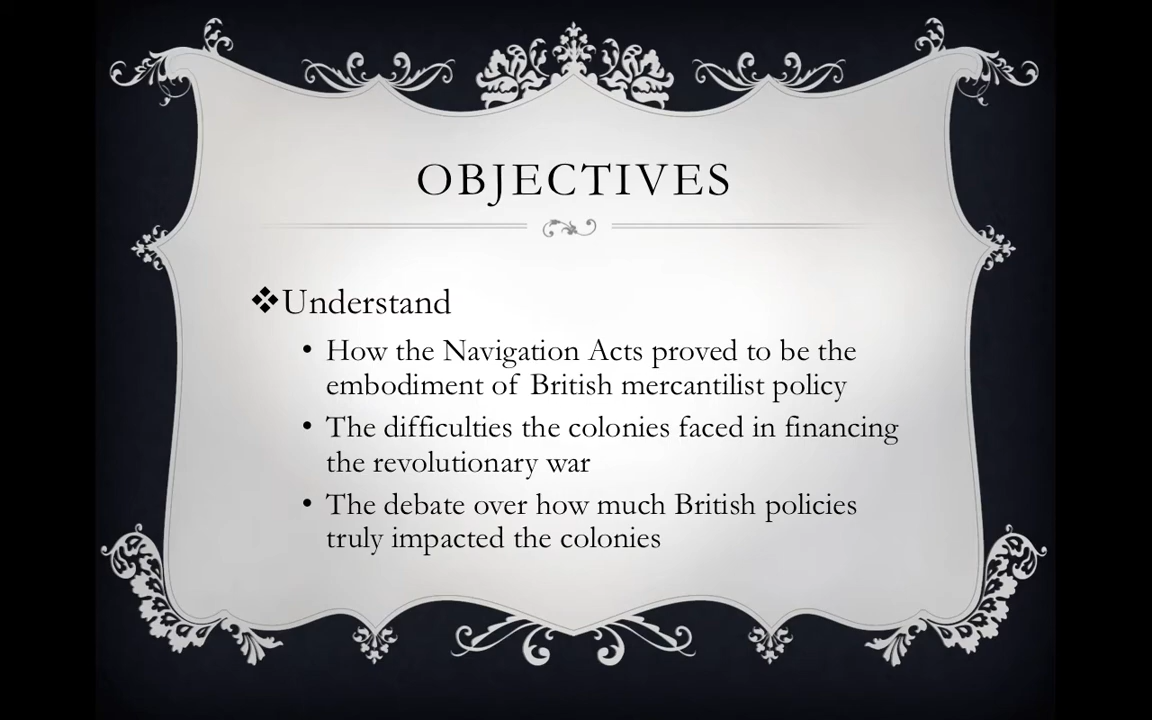 OBJECTIVES
❖Understand
• How the Navigation Acts proved to be the
embodiment of British mercantilist policy
• The difficulties the colonies faced in financing
the revolutionary war
• The debate over how much British policies
truly impacted the colonies